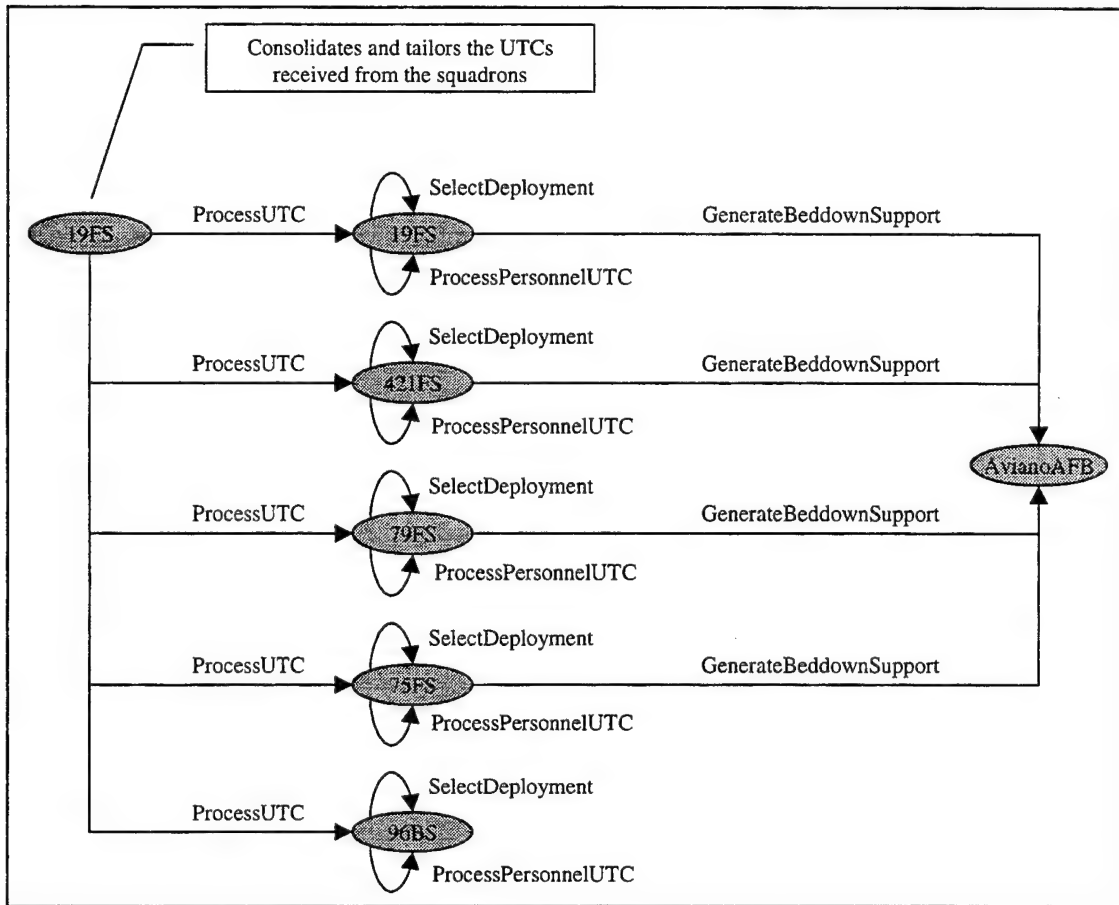 Consolidates and tailors the UTCs
received from the squadrons
SelectDeployment
19FS
ProcessUTC
19FS
GenerateBeddownSupport
ProcessPersonnelUTC
SelectDeployment
ProcessUTC
421FS
GenerateBeddownSupport
ProcessPersonnelUTC
AvianoAFB
SelectDeployment
ProcessUTC
79FS
GenerateBeddownSupport
ProcessPersonnelUTC
SelectDeployment
ProcessUTC
75FS
GenerateBeddownSupport
ProcessPersonnelUTC
SelectDeployment
ProcessUTC
96BS
ProcessPersonnelUTC